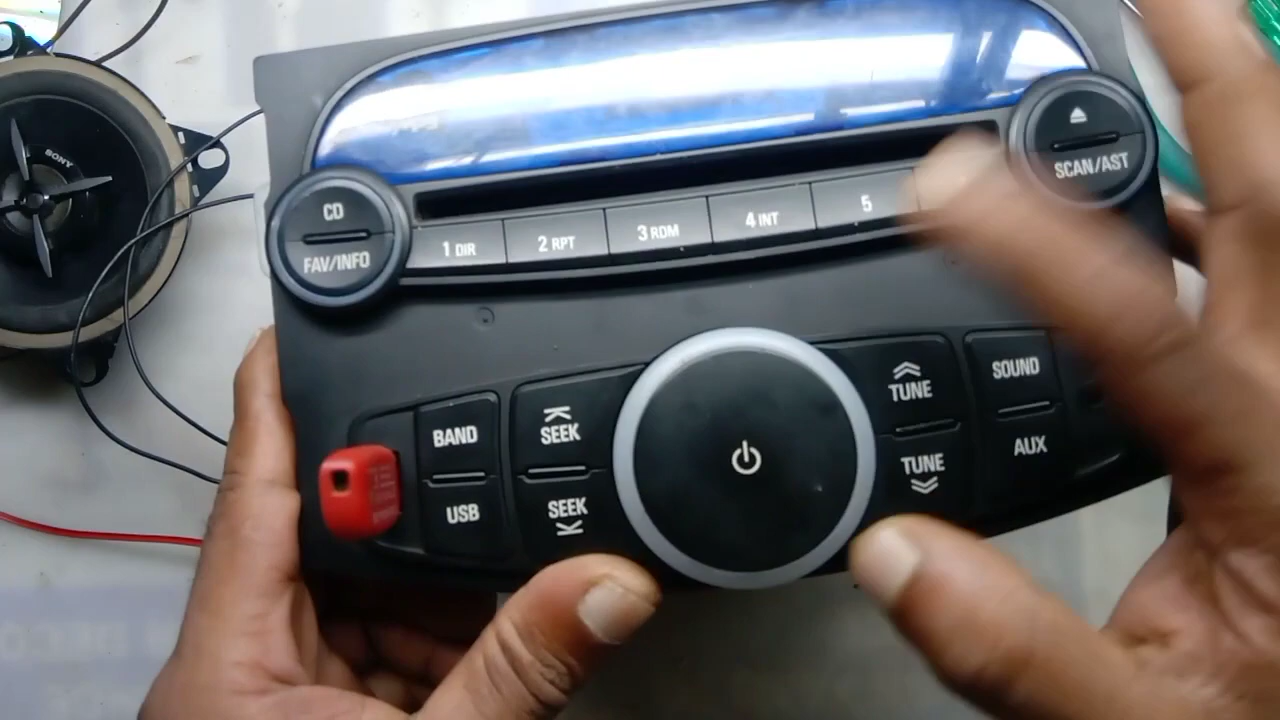 SONY
CD
FAV/INFO
1 DIR
2 RPT
3 RDM
4 INT
5
SCAN/AST
BAND
USB
SEEK
SEEK
TUNE
TUNE
SOUND
AUX